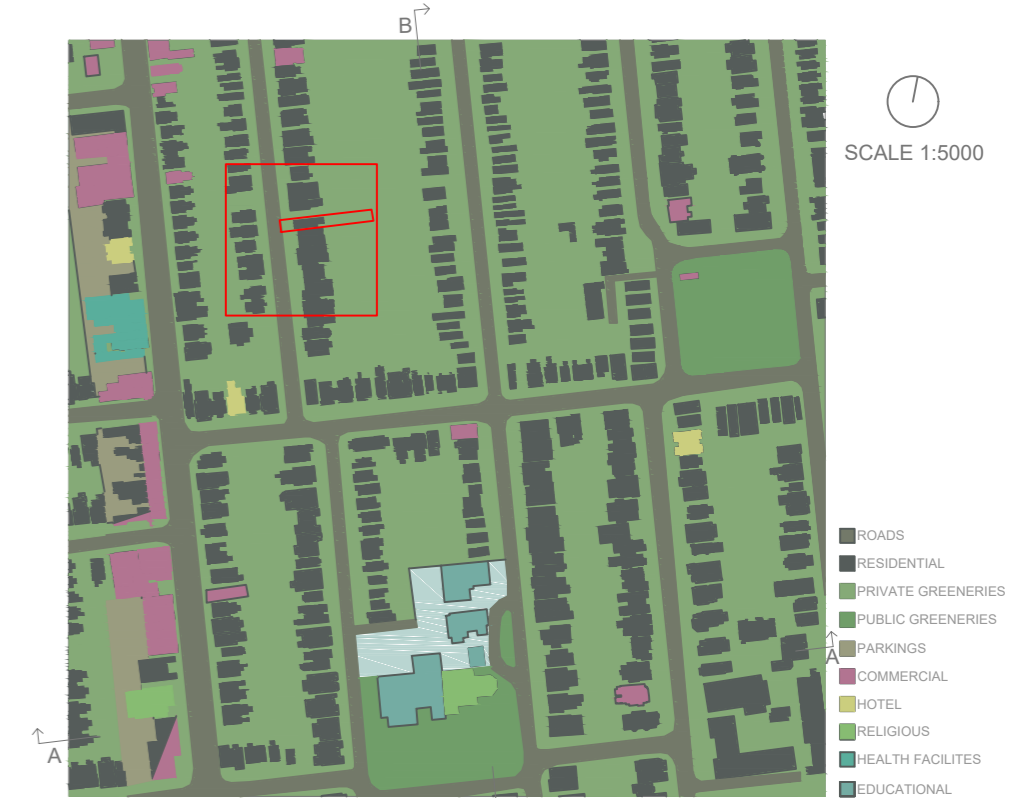 B
SCALE 1:5000
ROADS
RESIDENTIAL
PRIVATE GREENERIES
PUBLIC GREENERIES
PARKINGS
COMMERCIAL
HOTEL
RELIGIOUS
HEALTH FACILITES
EDUCATIONAL
A
A